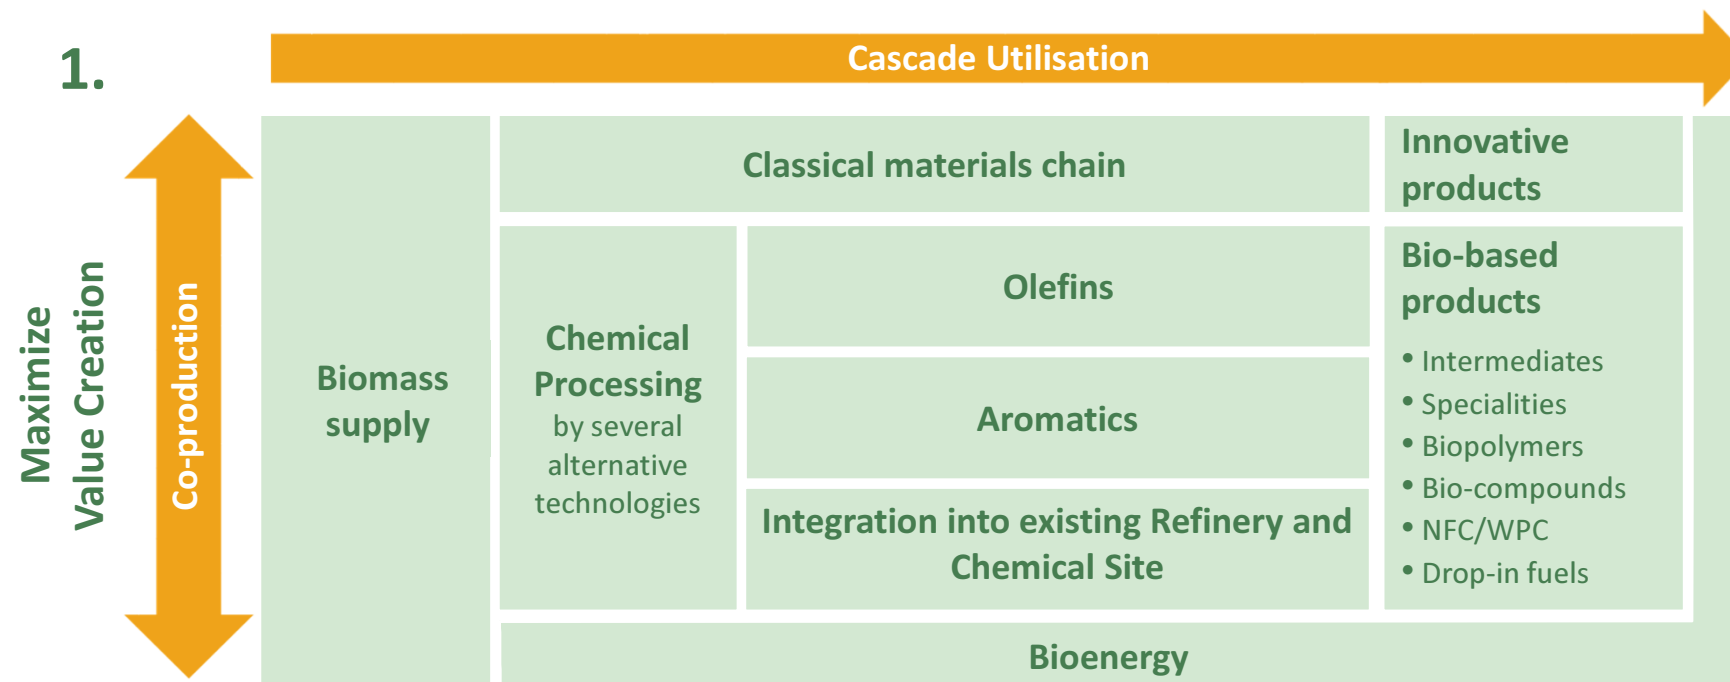 1.
Cascade Utilisation
Maximize
Value Creation
Co-production
Biomass
supply
Classical materials chain
Innovative
products
Chemical
Processing
by several
alternative
technologies
Olefins
Aromatics
Integration into existing Refinery and
Chemical Site
Bio-based
products
• Intermediates
• Specialities
• Biopolymers
• Bio-compounds
• NFC/WPC
• Drop-in fuels
Bioenergy